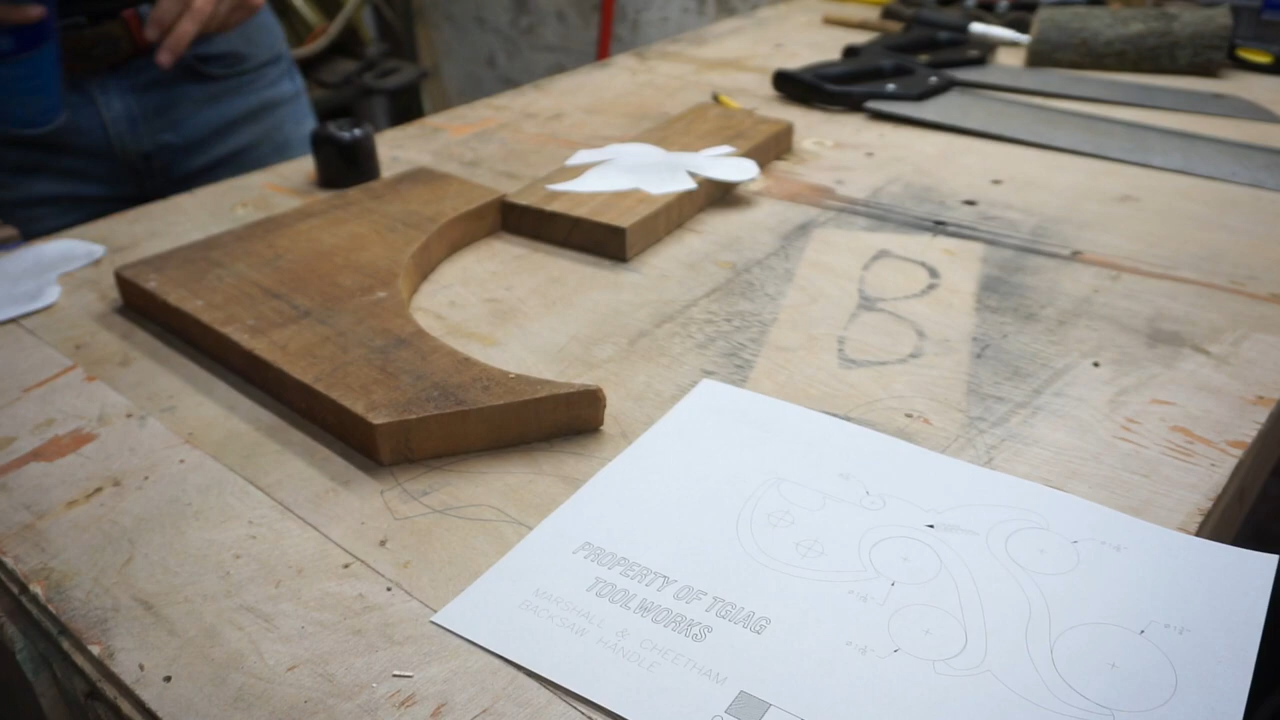 PROPERTY OF TGIAG
TOOLWORKS
MARSHALL & CHEETHAM
BACKSAW HANDLE